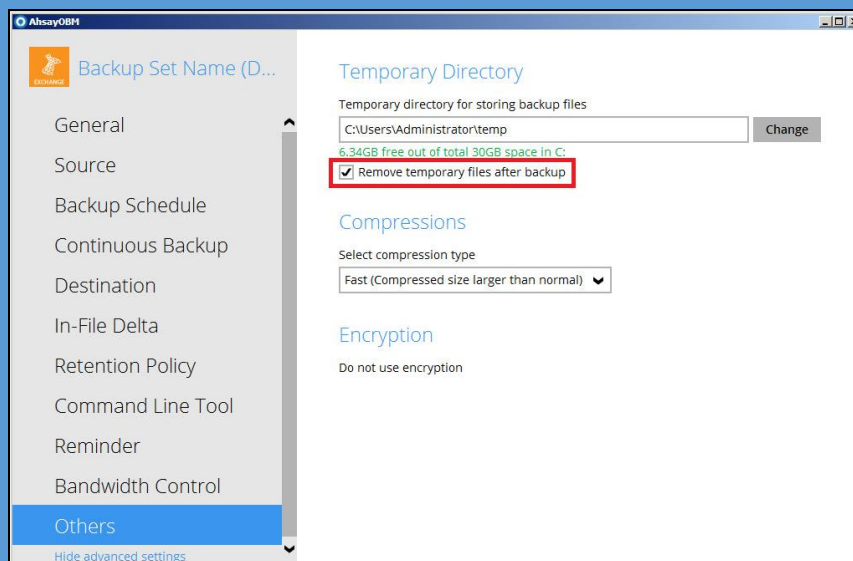 AhsayOBM
EXCHANGE
Backup Set Name (D...
General
Source
Backup Schedule
Continuous Backup
Destination
In-File Delta
Retention Policy
Command Line Tool
Reminder
Bandwidth Control
Others
Hide advanced settings
Temporary Directory
Temporary directory for storing backup files
C:\Users\Administrator\temp
Change
6.34GB free out of total 30GB space in C:
Remove temporary files after backup
Compressions
Select compression type
Fast (Compressed size larger than normal)
Encryption
Do not use encryption